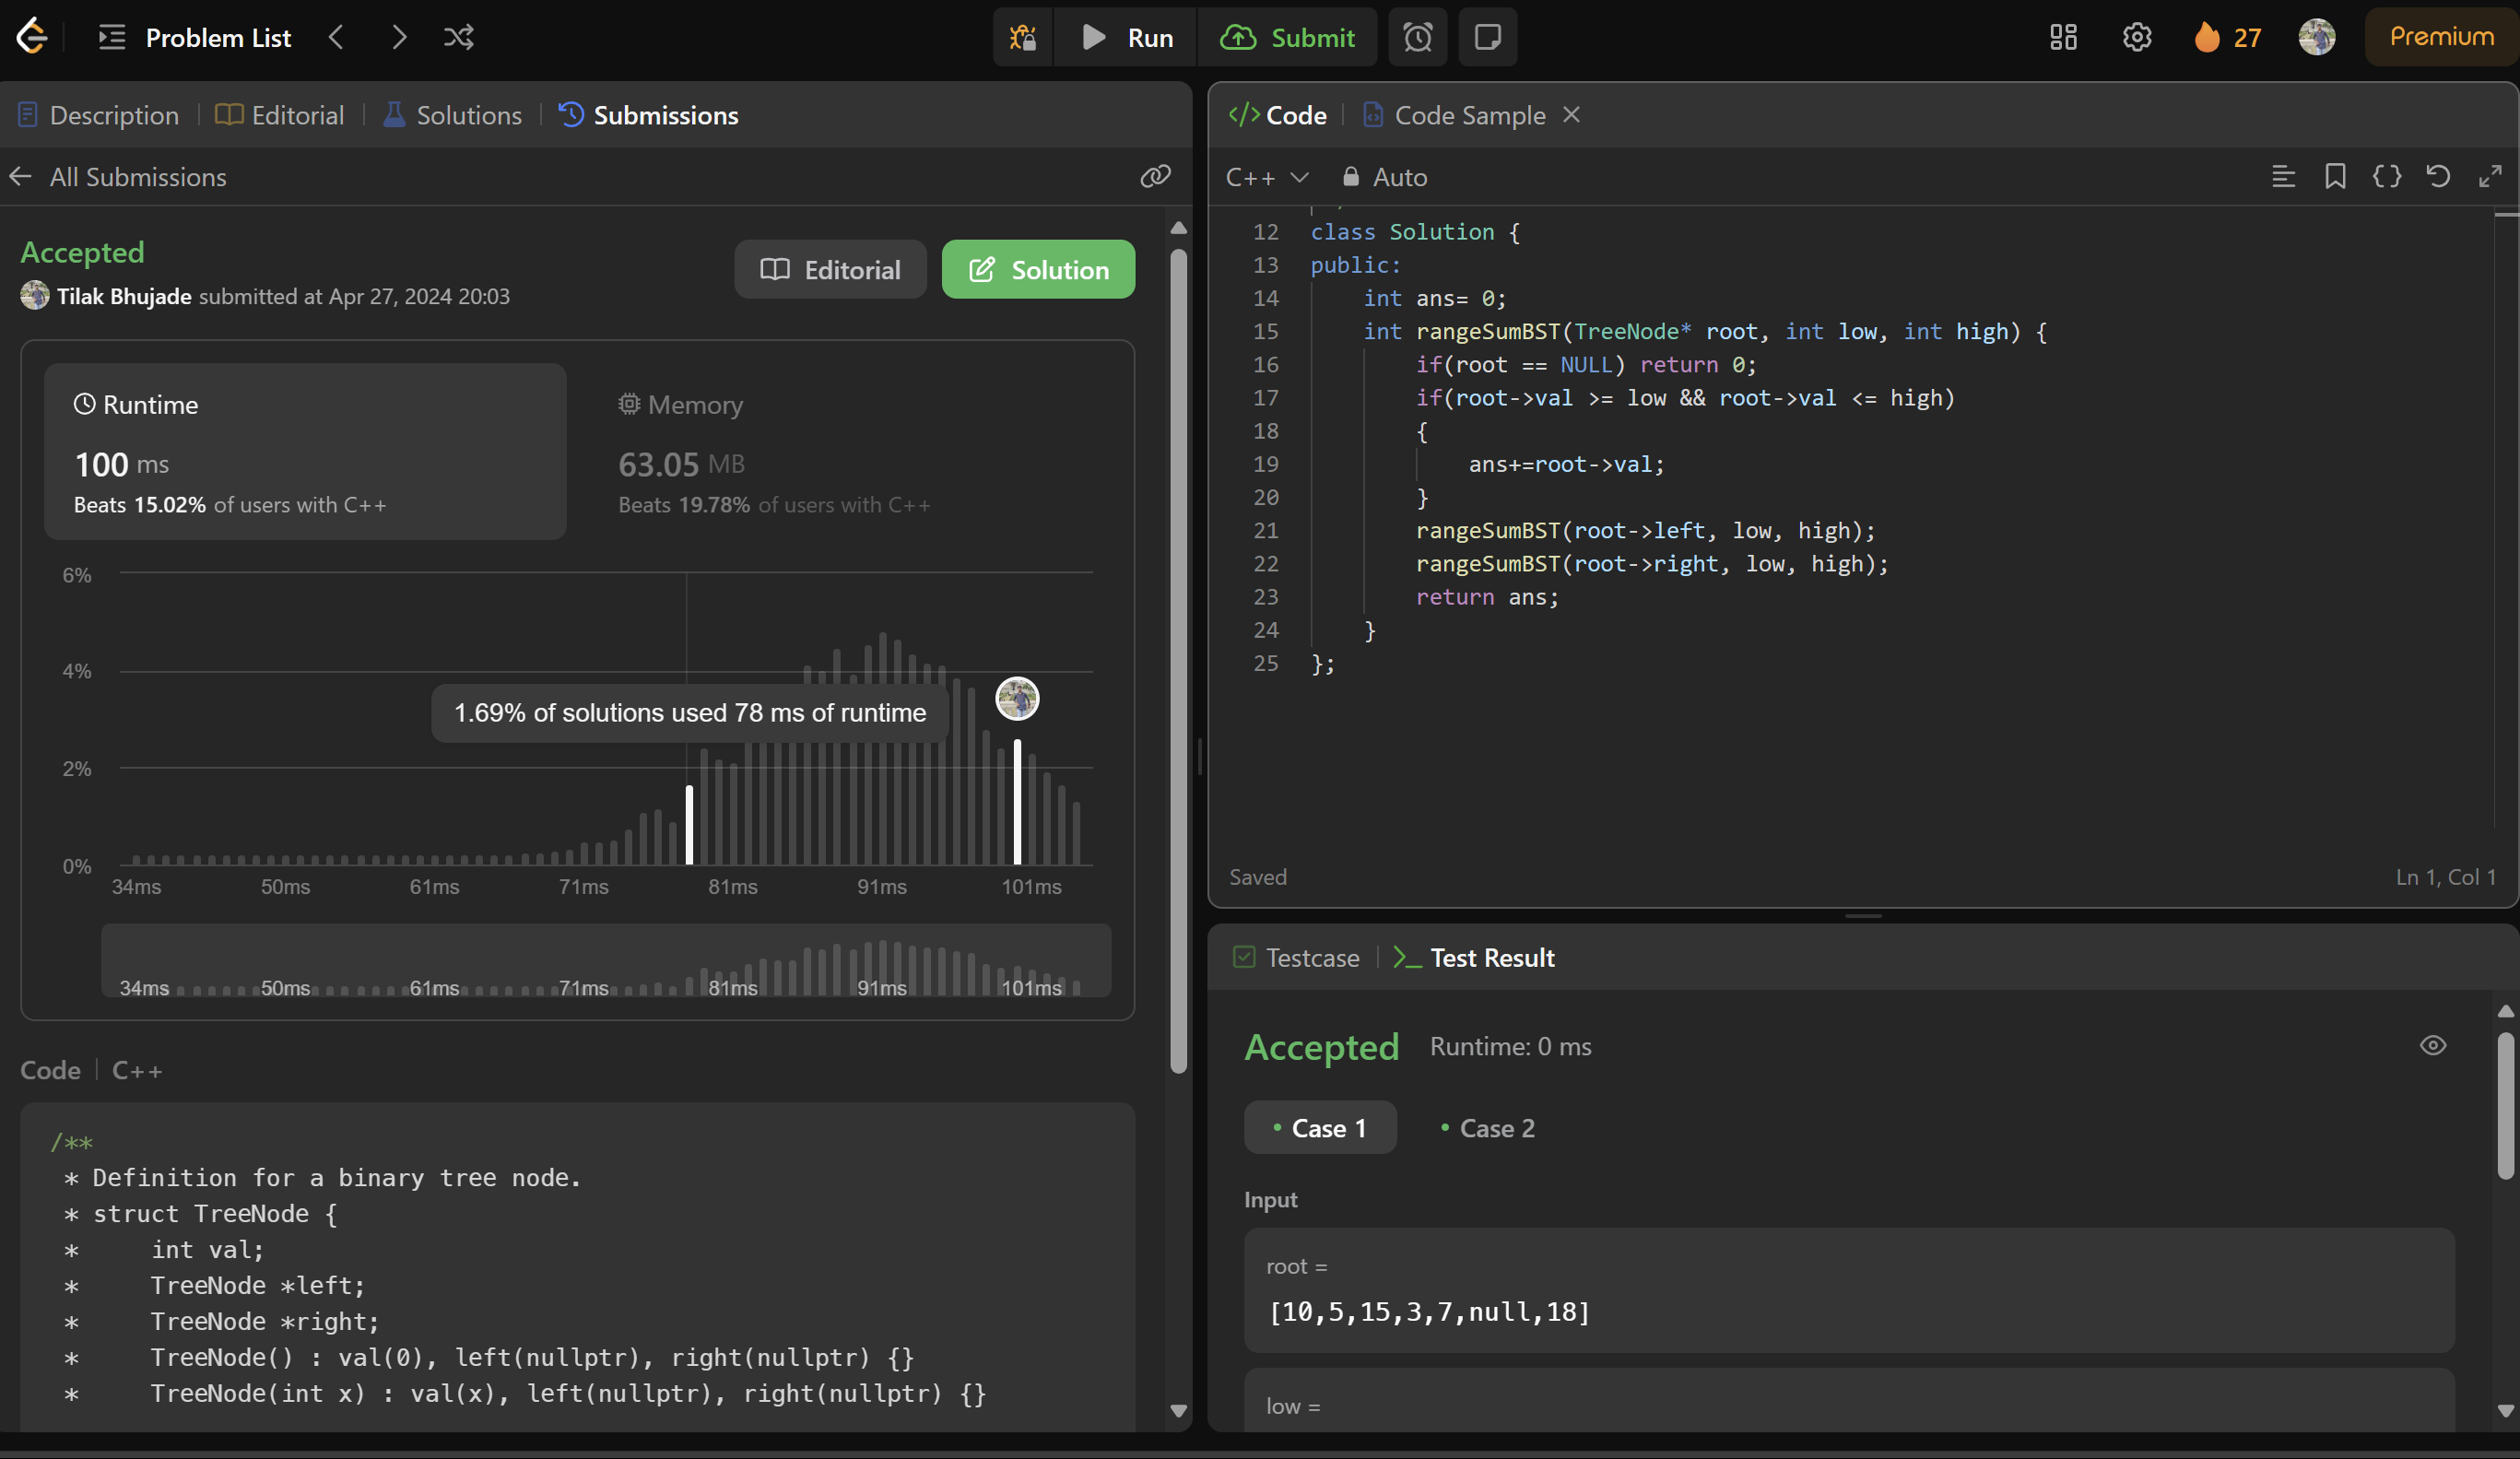 Problem List
Run
Submit
27
Premium
Description
Editorial
Solutions
Submissions
All Submissions
Accepted
Tilak Bhujade submitted at Apr 27, 2024 20:03
Editorial
Solution
Runtime
100 ms
Beats 15.02% of users with C++
Memory
63.05 MB
Beats 19.78% of users with C++
6%
4%
2%
0%
1.69% of solutions used 78 ms of runtime
34ms 50ms 61ms 71ms 81ms 91ms 101ms
34ms 50ms 61ms 71ms 81ms 91ms 101ms
Code
C++
/**
 * Definition for a binary tree node.
 * struct TreeNode {
 *     int val;
 *     TreeNode *left;
 *     TreeNode *right;
 *     TreeNode() : val(0), left(nullptr), right(nullptr) {}
 *     TreeNode(int x) : val(x), left(nullptr), right(nullptr) {}
</> Code
Code Sample
C++
Auto
12 class Solution {
13 public:
14     int ans= 0;
15     int rangeSumBST(TreeNode* root, int low, int high) {
16         if(root == NULL) return 0;
17         if(root->val >= low && root->val <= high)
18         {
19             ans+=root->val;
20         }
21         rangeSumBST(root->left, low, high);
22         rangeSumBST(root->right, low, high);
23         return ans;
24     }
25 };
Saved
Ln 1, Col 1
Testcase
Test Result
Accepted
Runtime: 0 ms
Case 1
Case 2
Input
root =
[10,5,15,3,7,null,18]
low =